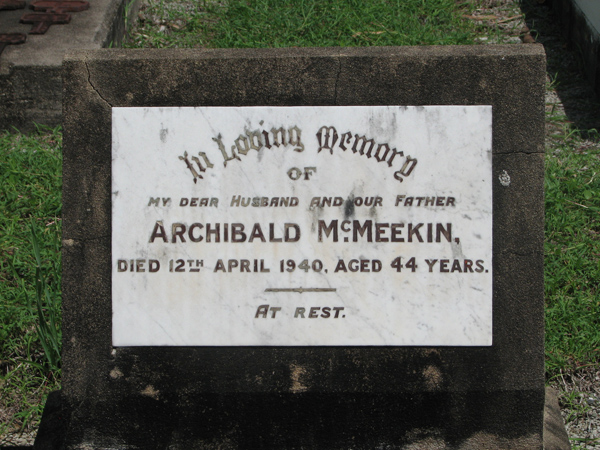 In Loving Memory
OF
MY DEAR HUSBAND AND OUR FATHER
ARCHIBALD McMEEKIN,
DIED 12TH APRIL 1940, AGED 44 YEARS.
AT REST.